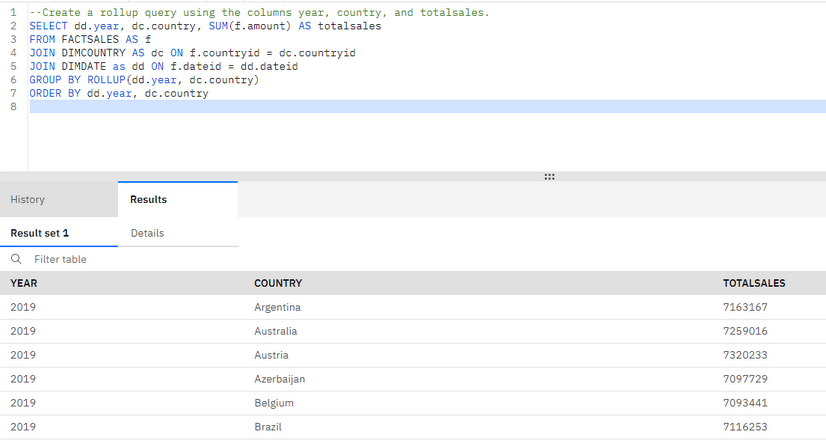 1 --Create a rollup query using the columns year, country, and totalsales.
2 SELECT dd.year, dc.country, SUM(f.amount) AS totalsales
3 FROM FACTSALES AS f
4 JOIN DIMCOUNTRY AS dc ON f.countryid = dc.countryid
5 JOIN DIMDATE as dd ON f.dateid = dd.dateid
6 GROUP BY ROLLUP(dd.year, dc.country)
7 ORDER BY dd.year, dc.country
8
History Results
Result set 1 Details
Filter table
YEAR COUNTRY TOTALSALES
2019 Argentina 7163167
2019 Australia 7259016
2019 Austria 7320233
2019 Azerbaijan 7097729
2019 Belgium 7093441
2019 Brazil 7116253